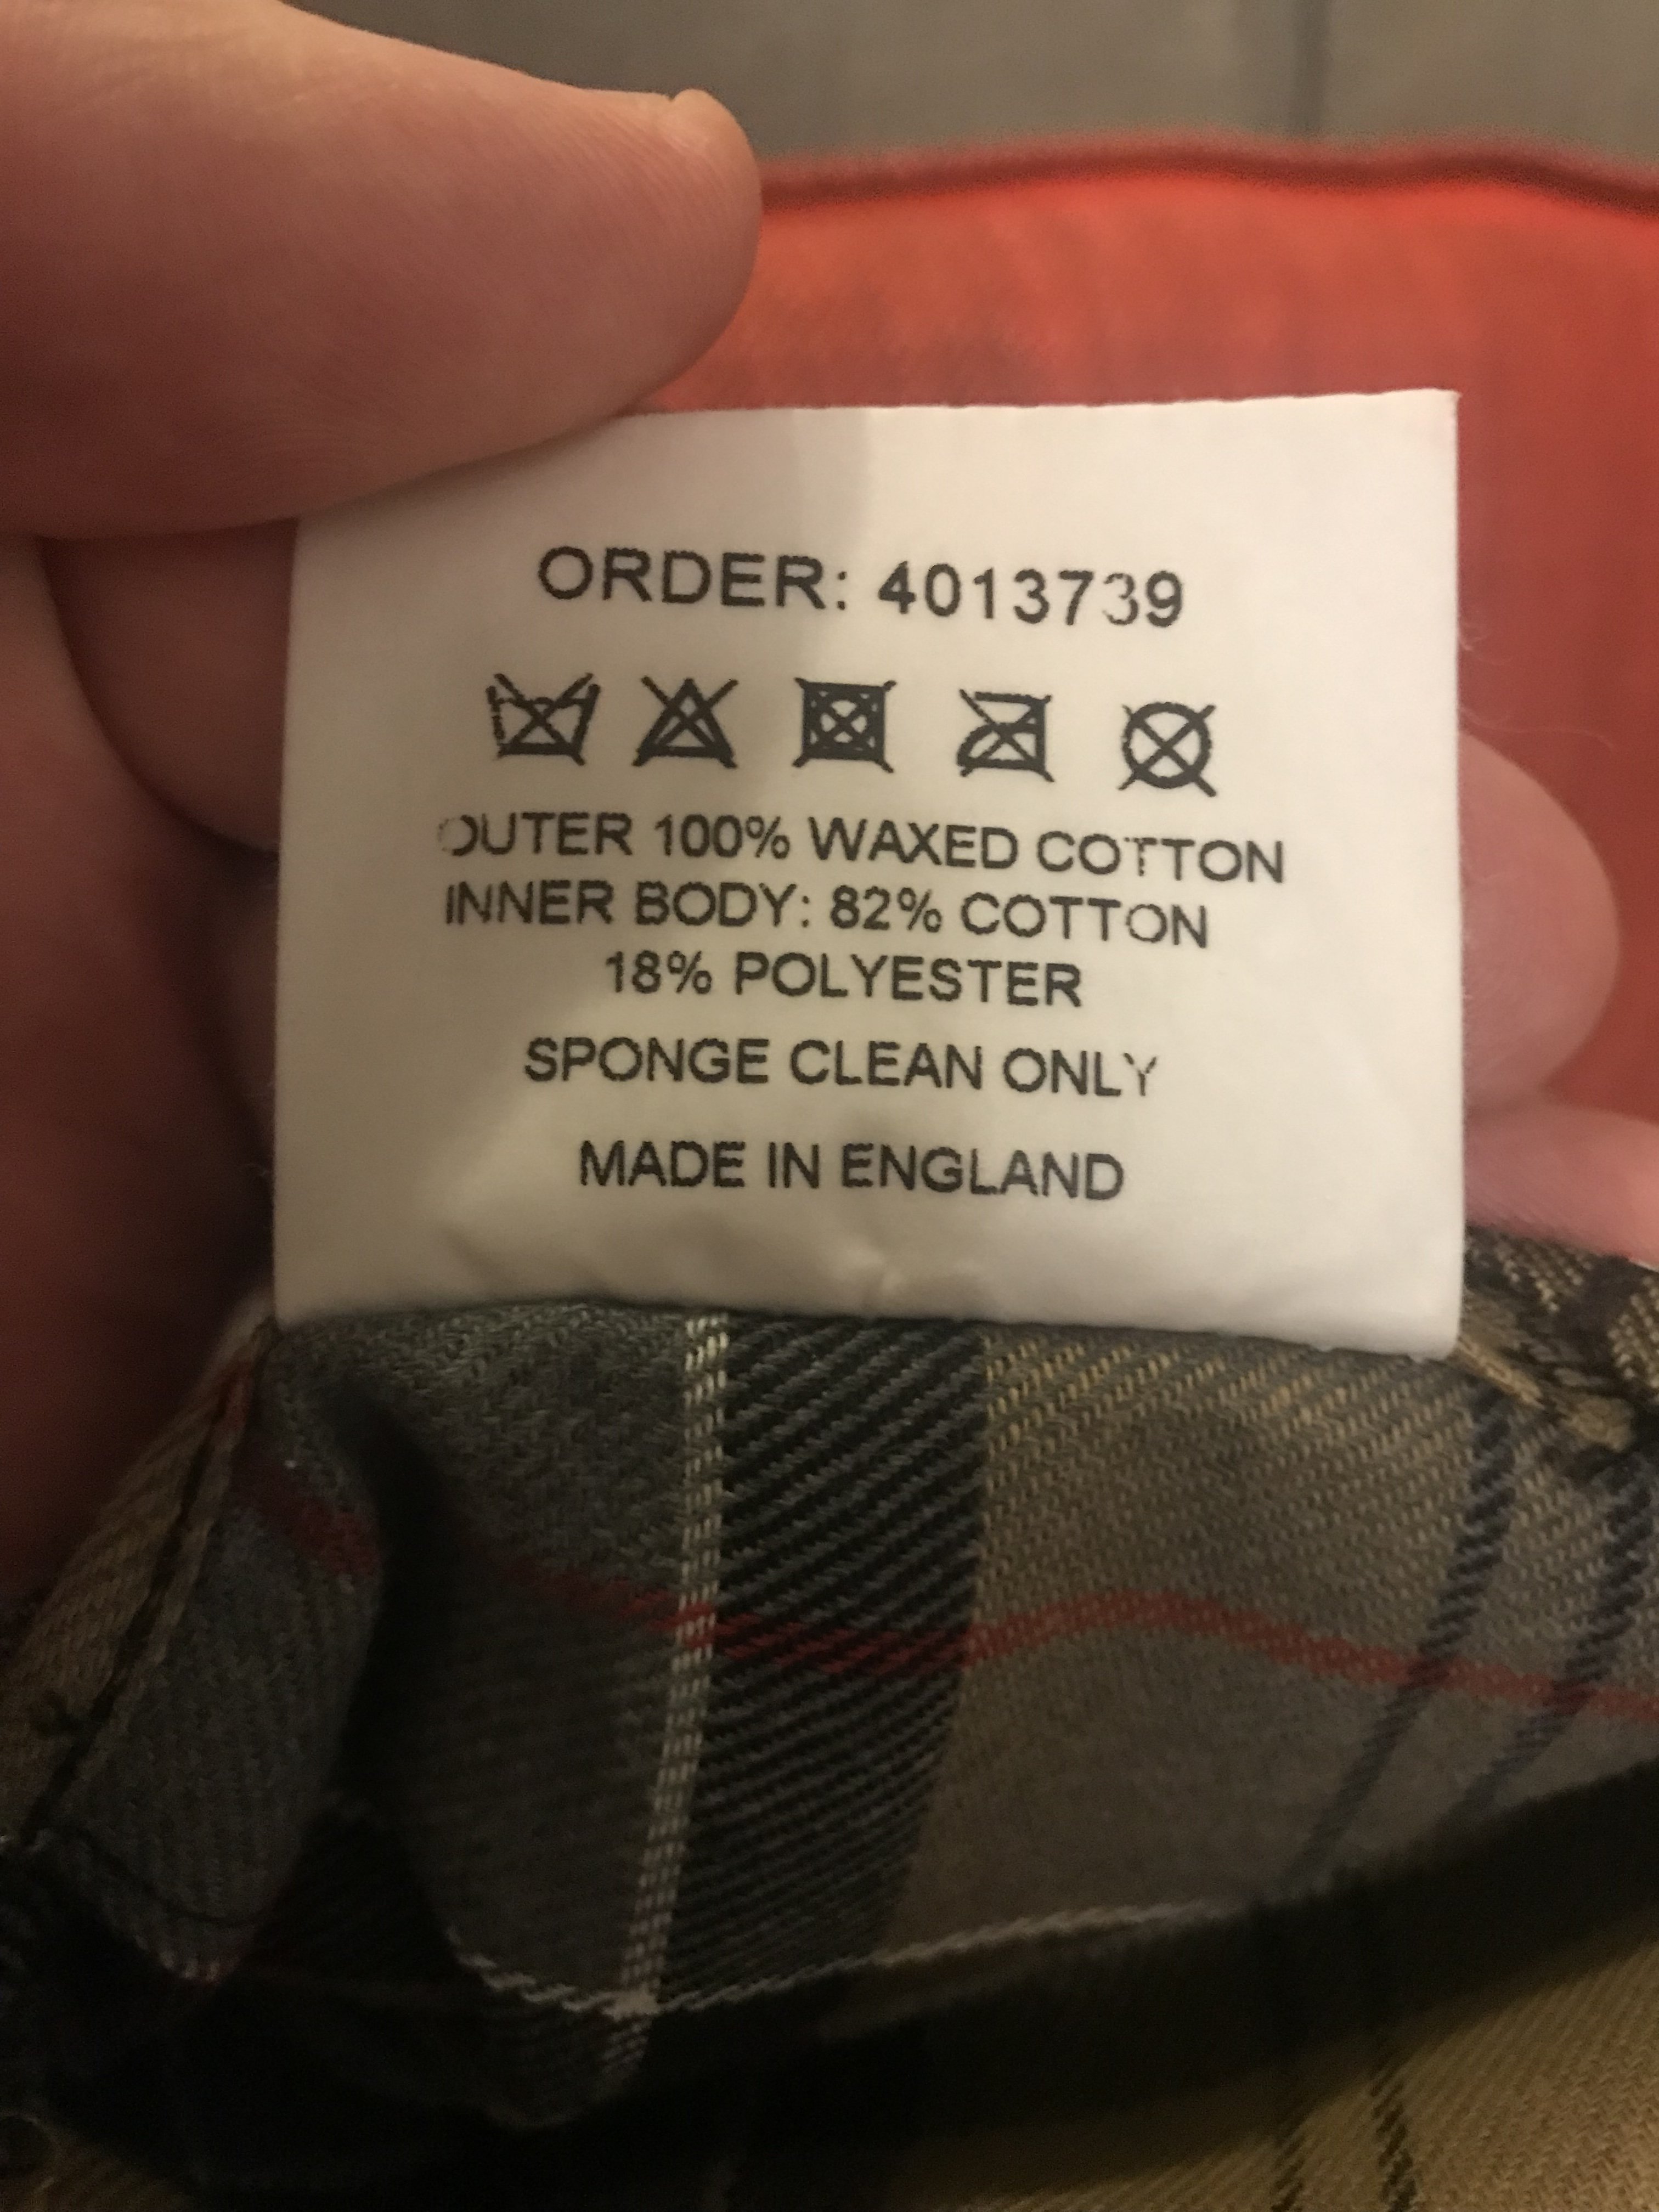 ORDER: 4013739
OUTER 100% WAXED COTTON
INNER BODY: 82% COTTON
18% POLYESTER
SPONGE CLEAN ONLY
MADE IN ENGLAND